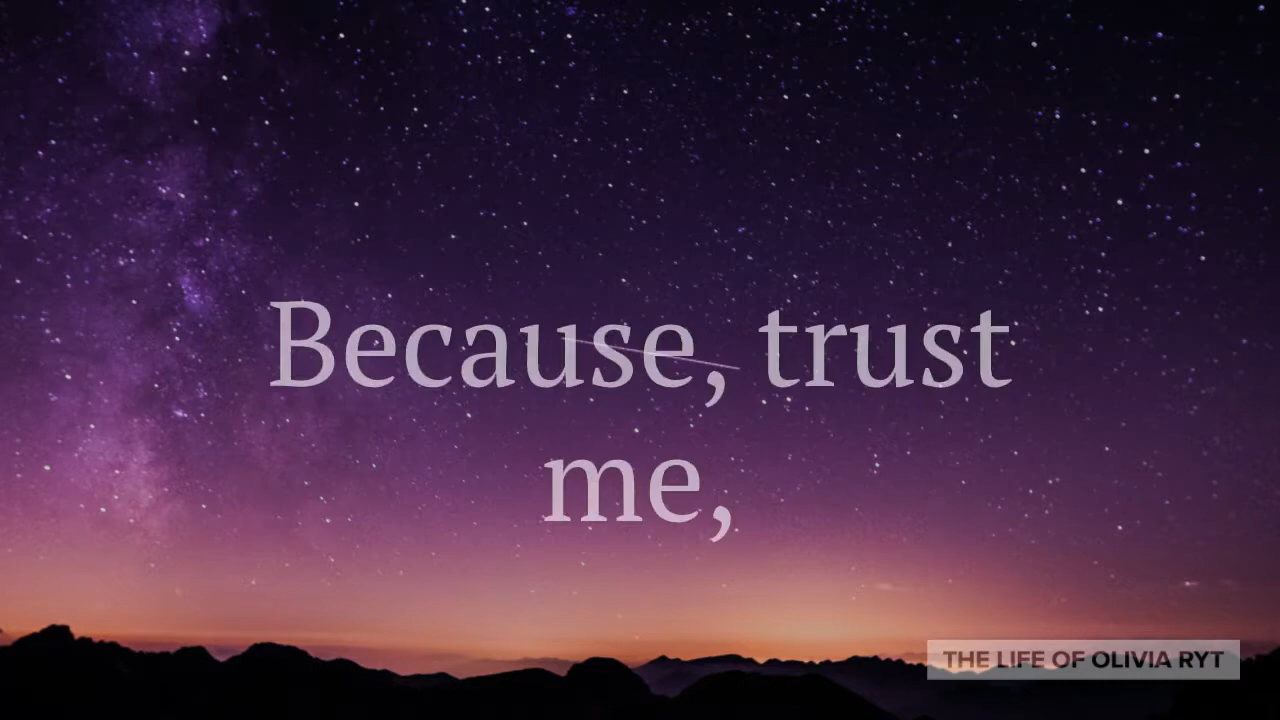 Because, trust
me,
THE LIFE OF OLIVIA RYT